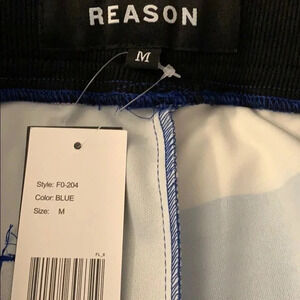 REASON
M
Style: F0-204
Color: BLUE
Size: M